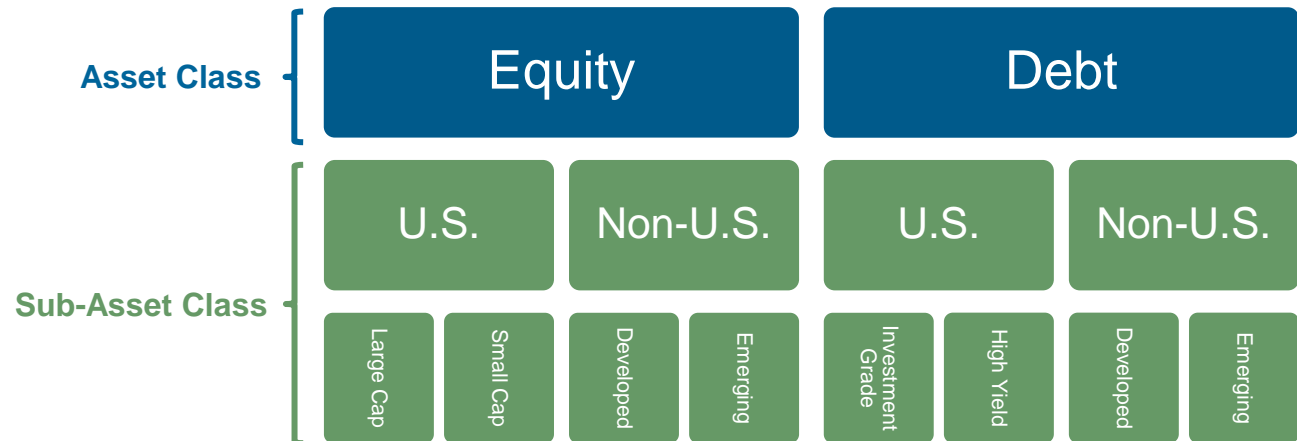 Asset Class
Equity
Debt
Sub-Asset Class
U.S.
Non-U.S.
U.S.
Non-U.S.
Large Cap
Small Cap
Developed
Emerging
Investment
Grade
High Yield
Developed
Emerging